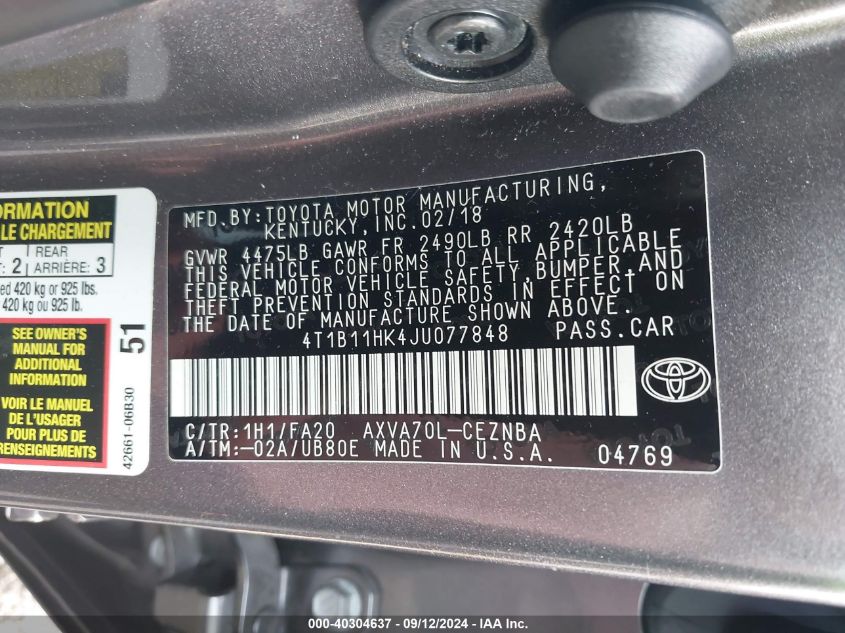 MFD.BY: TOYOTA MOTOR MANUFACTURING,
KENTUCKY, INC. 02/18
GVWR 4475LB GAWR FR 2490LB RR 2420LB
THIS VEHICLE CONFORMS TO ALL APPLICABLE
FEDERAL MOTOR VEHICLE SAFETY, BUMPER, AND
THEFT PREVENTION STANDARDS IN EFFECT ON
THE DATE OF MANUFACTURE SHOWN ABOVE.
4T1B11HK4JU077848 PASS.CAR
C/TR:1H1/FA20 AXVA70L-CEZNBA
A/TM:-02A/UB80E MADE IN U.S.A. 04769
CHARGEMENT
REAR
2 ARRIÈRE: 3
420 kg or 925 lbs.
420 kg ou 925 lb.
SEE OWNER'S
MANUAL FOR
ADDITIONAL
INFORMATION
VOIR LE MANUEL
DE L'USAGER
POUR PLUS DE
RENSEIGNEMENTS
51
42661-06B30
000-40304637 - 09/12/2024 - IAA, Inc.